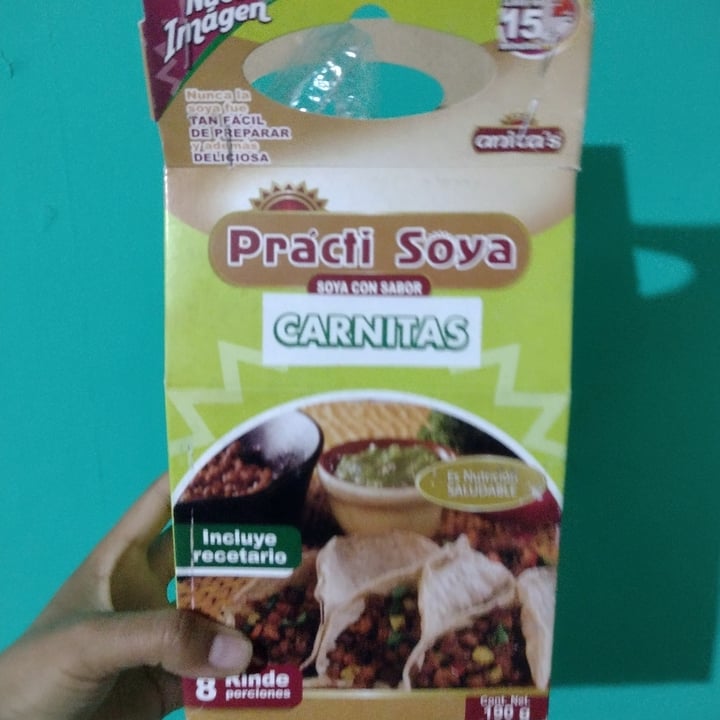 Imagen
15
Nunca la
soya fue
TAN FÁCIL
DE PREPARAR
y además
DELICIOSA
anita's
Prácti Soya
SOYA CON SABOR
CARNITAS
Es Nutrición
SALUDABLE
Incluye
recetario
8 Rinde
porciones
Cont. Net.
190 g